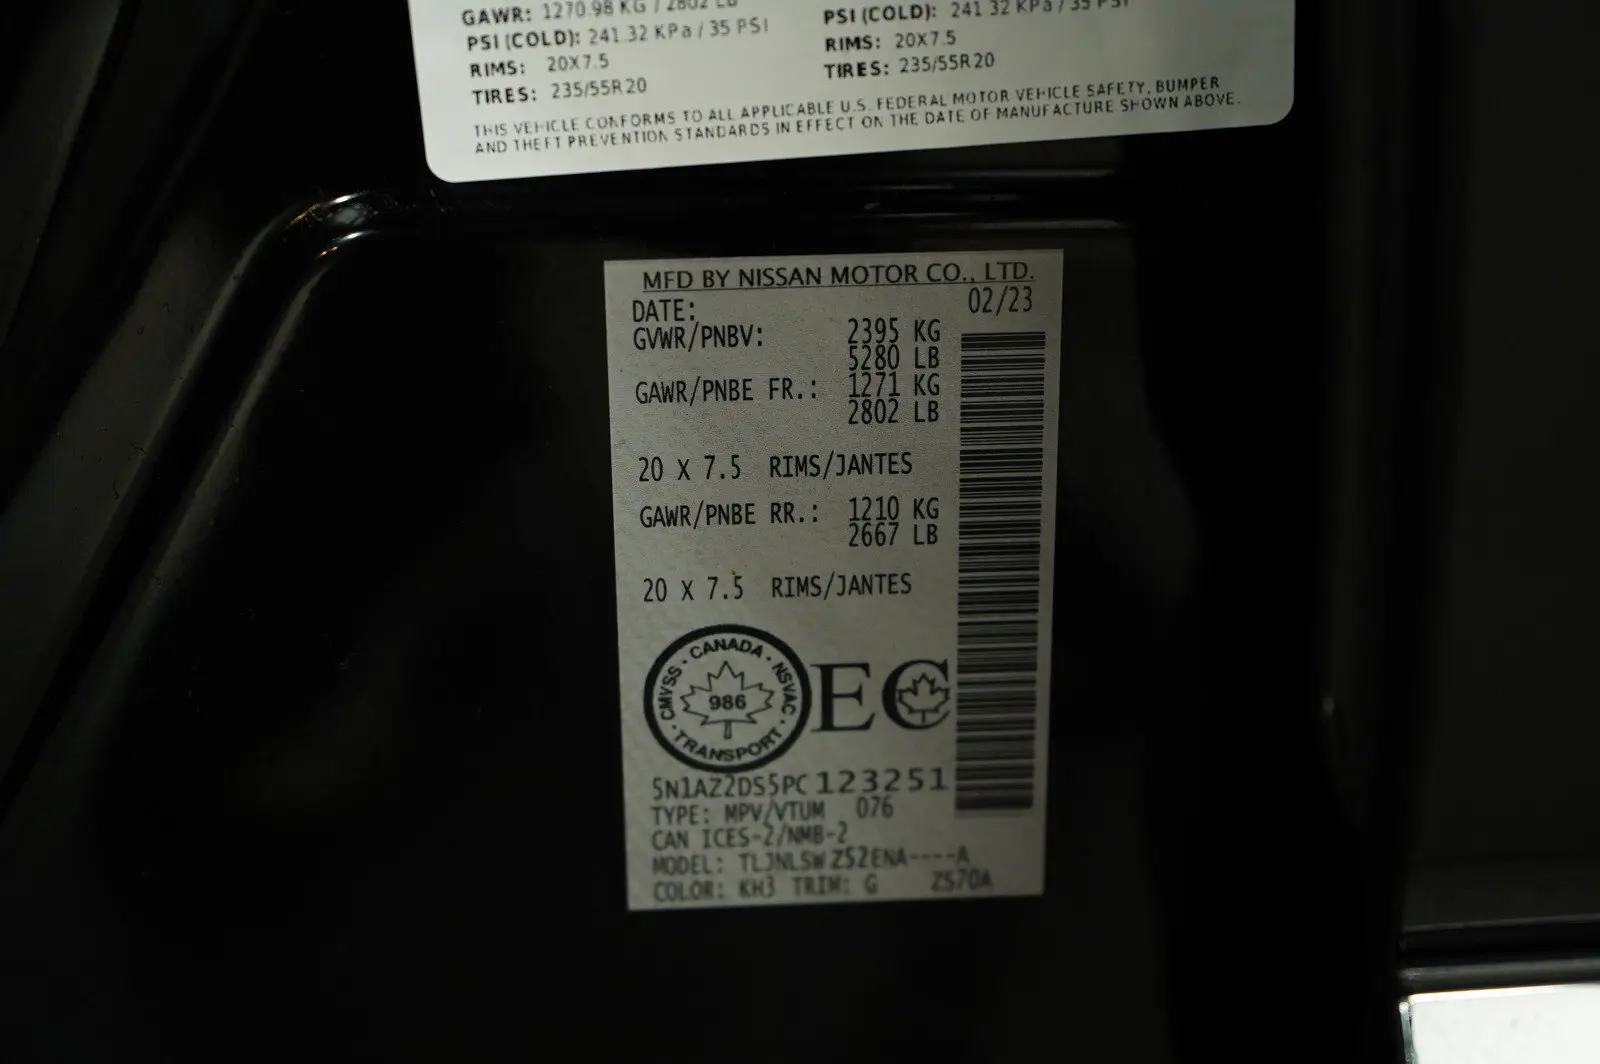 GAWR: 1270.98 KG / 2802 LB
PSI (COLD): 241.32 KPa / 35 PSI
RIMS: 20X7.5
TIRES: 235/55R20
PSI (COLD): 241.32 KPa / 35 PSI
RIMS: 20X7.5
TIRES: 235/55R20
THIS VEHICLE CONFORMS TO ALL APPLICABLE U.S. FEDERAL MOTOR VEHICLE SAFETY, BUMPER
AND THEFT PREVENTION STANDARDS IN EFFECT ON THE DATE OF MANUFACTURE SHOWN ABOVE.
MFD BY NISSAN MOTOR CO., LTD.
DATE: 02/23
GVWR/PNBV: 2395 KG
5280 LB
GAWR/PNBE FR.: 1271 KG
2802 LB
20 X 7.5 RIMS/JANTES
GAWR/PNBE RR.: 1210 KG
2667 LB
20 X 7.5 RIMS/JANTES
CMVSS · CANADA · NSVAC · TRANSPORT ·
986
EC
5N1AZ2DS5PC123251
TYPE: MPV/VTUM 076
CAN ICES-2/NMB-2
MODEL: TLJNLSWZ52ENA----A
COLOR: KH3 TRIM: G Z570A